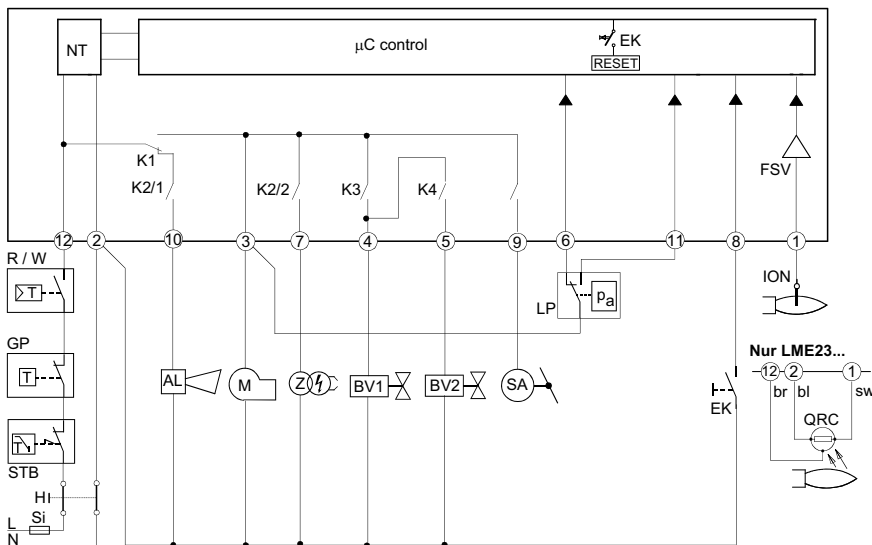 NT
μC control
EK
RESET
FSV
K1
K2/1
K2/2
K3
K4
12
2
10
3
7
4
5
9
6
11
8
1
R / W
T
GP
T
STB
T
H
L
N
Si
AL
M
Z
BV1
BV2
SA
LP
pa
EK
ION
Nur LME23...
12
2
1
br
bl
sw
QRC